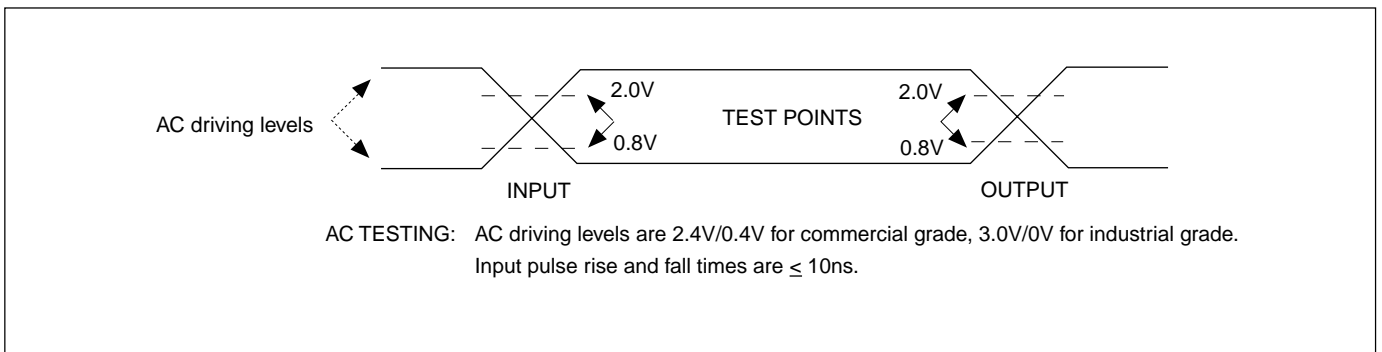 2.0V
2.0V
AC driving levels
TEST POINTS
0.8V
0.8V
INPUT
OUTPUT
AC TESTING: AC driving levels are 2.4V/0.4V for commercial grade, 3.0V/0V for industrial grade.
Input pulse rise and fall times are ≤ 10ns.